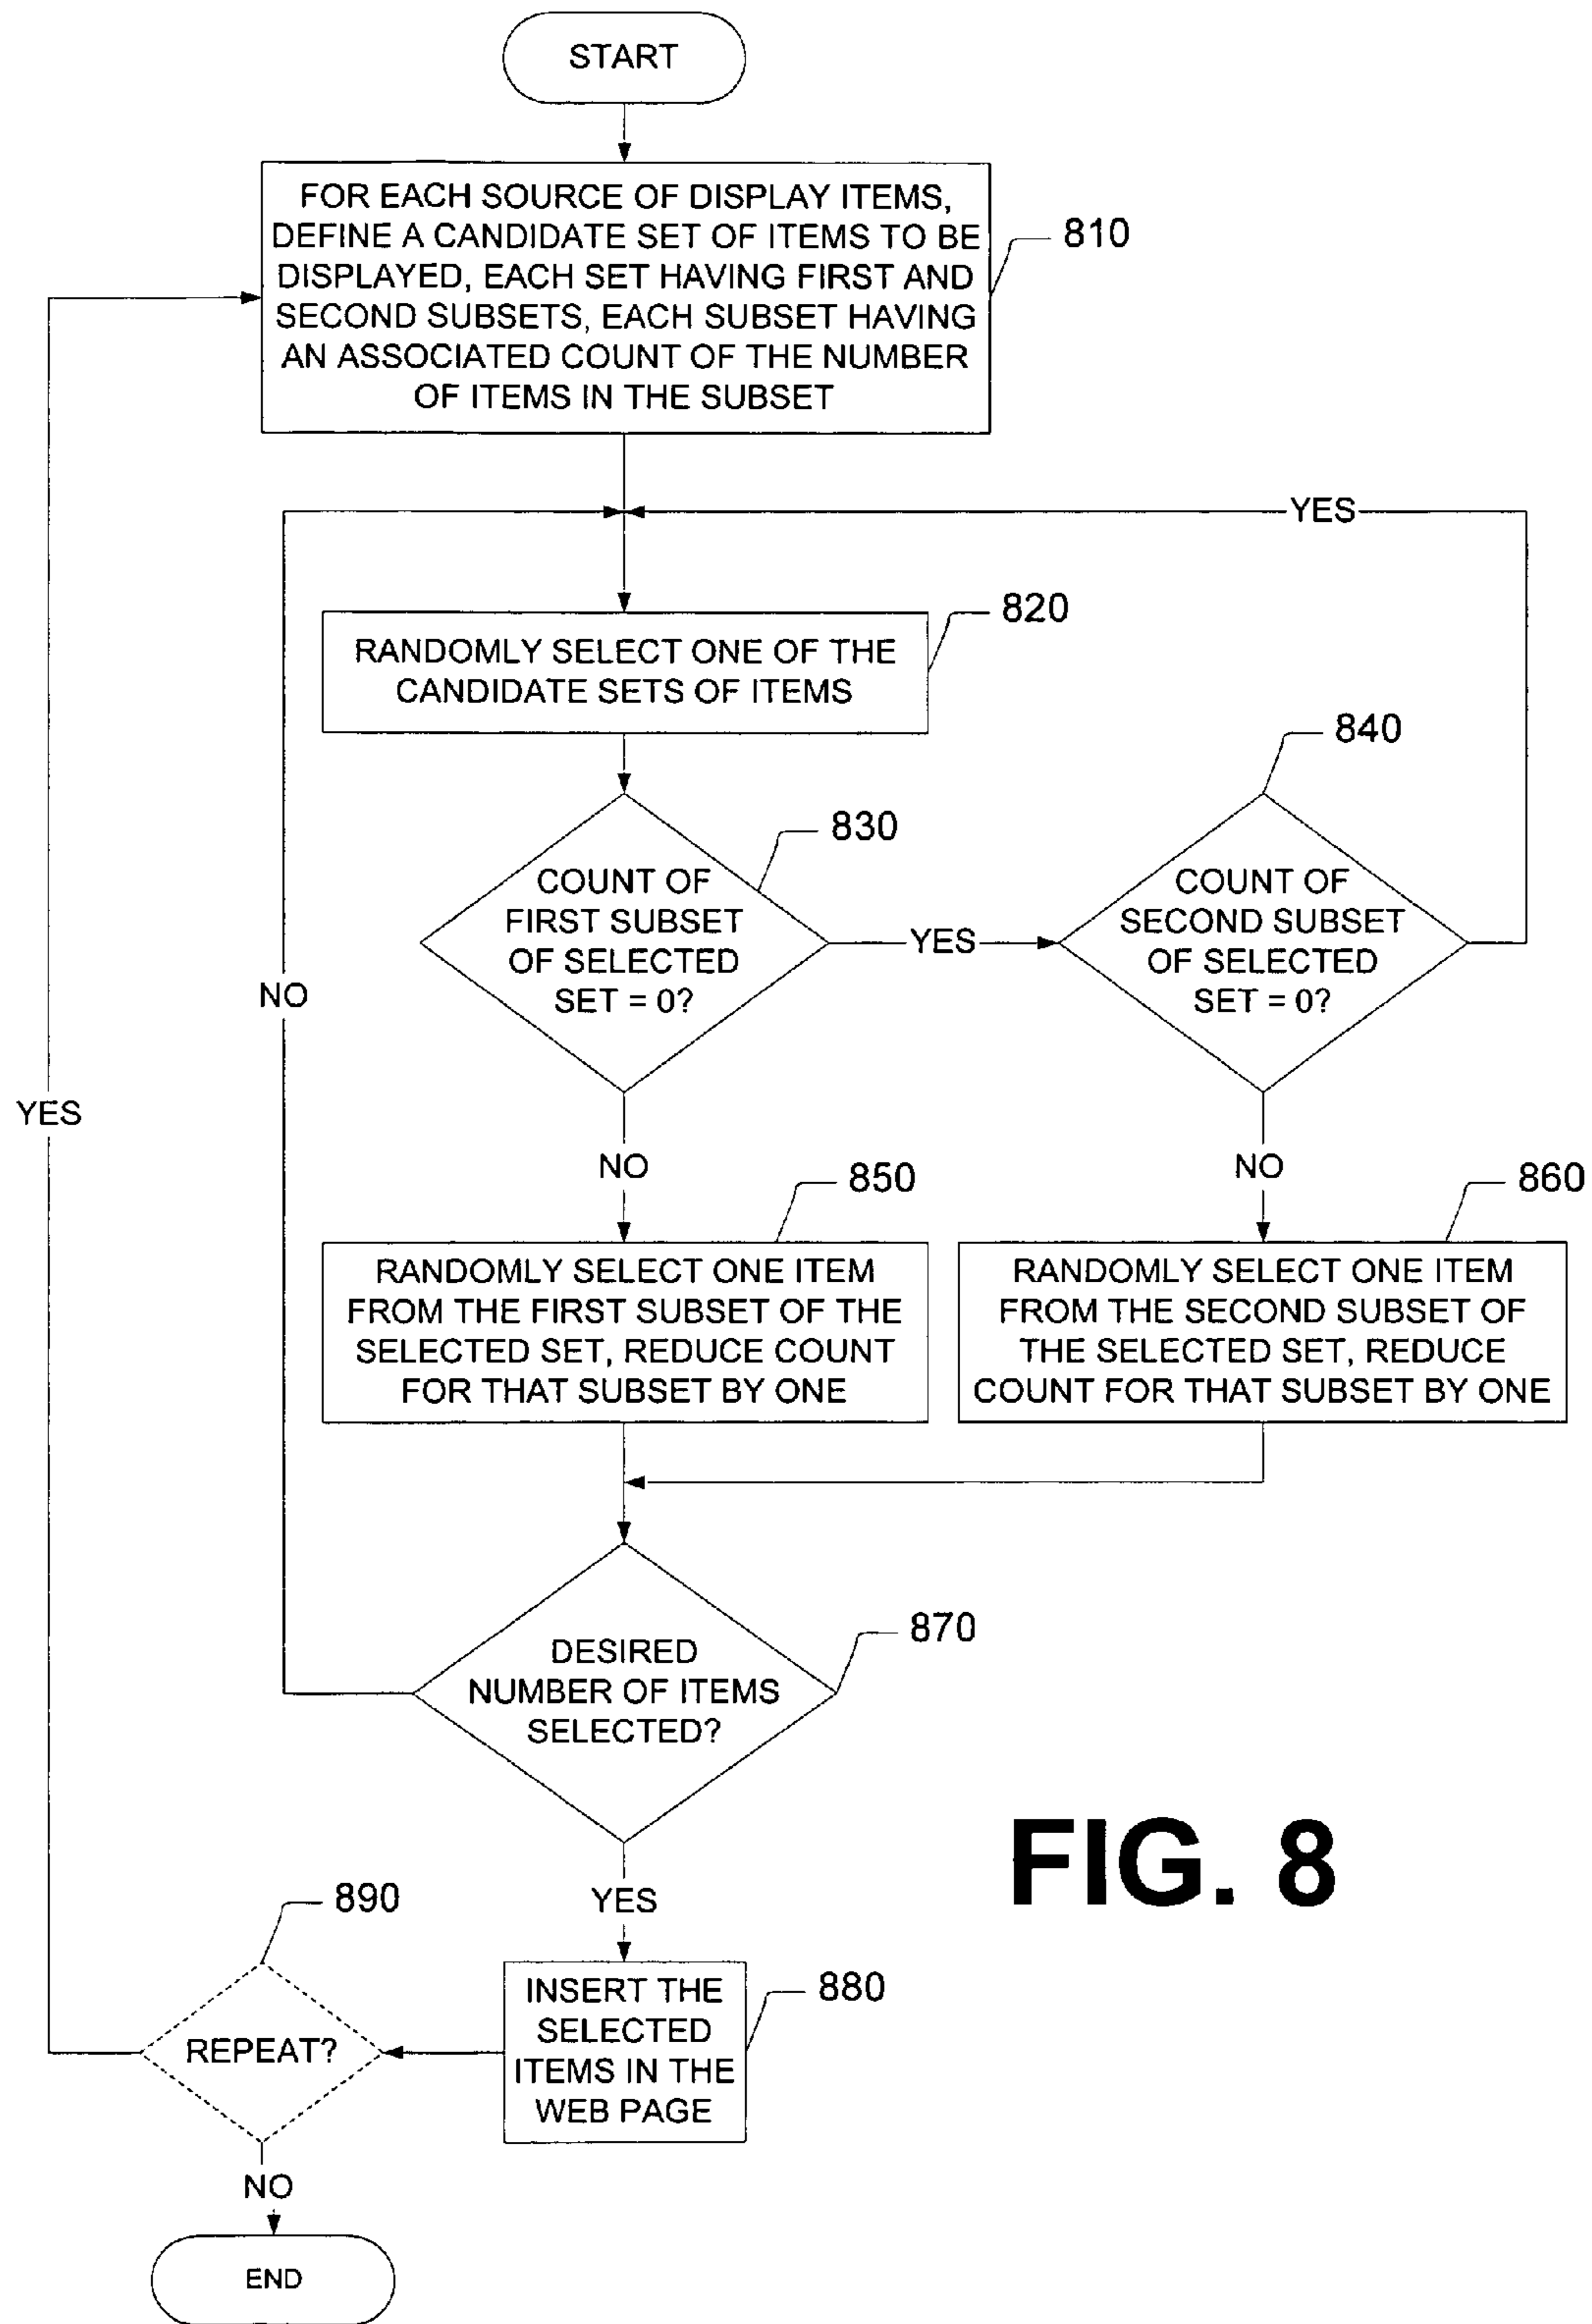 START
FOR EACH SOURCE OF DISPLAY ITEMS,
DEFINE A CANDIDATE SET OF ITEMS TO BE
DISPLAYED, EACH SET HAVING FIRST AND
SECOND SUBSETS, EACH SUBSET HAVING
AN ASSOCIATED COUNT OF THE NUMBER
OF ITEMS IN THE SUBSET
810
YES
820
RANDOMLY SELECT ONE OF THE
CANDIDATE SETS OF ITEMS
830
COUNT OF
FIRST SUBSET
OF SELECTED
SET = 0?
YES
840
COUNT OF
SECOND SUBSET
OF SELECTED
SET = 0?
NO
YES
NO
NO
850
RANDOMLY SELECT ONE ITEM
FROM THE FIRST SUBSET OF THE
SELECTED SET, REDUCE COUNT
FOR THAT SUBSET BY ONE
860
RANDOMLY SELECT ONE ITEM
FROM THE SECOND SUBSET OF
THE SELECTED SET, REDUCE
COUNT FOR THAT SUBSET BY ONE
870
DESIRED
NUMBER OF ITEMS
SELECTED?
YES
880
INSERT THE
SELECTED
ITEMS IN THE
WEB PAGE
890
REPEAT?
NO
END
FIG. 8